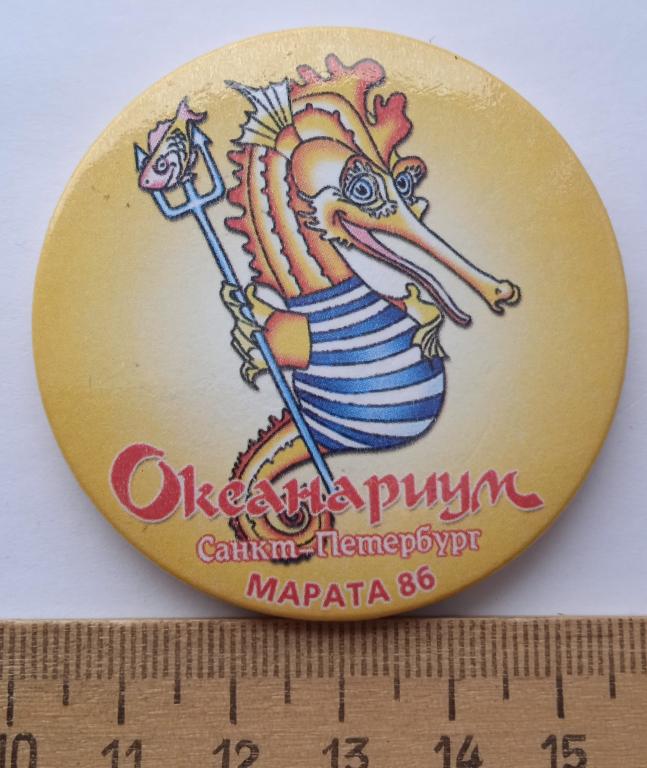 Океанариум
Санкт-Петербург
МАРАТА 86
10 11 12 13 14 15